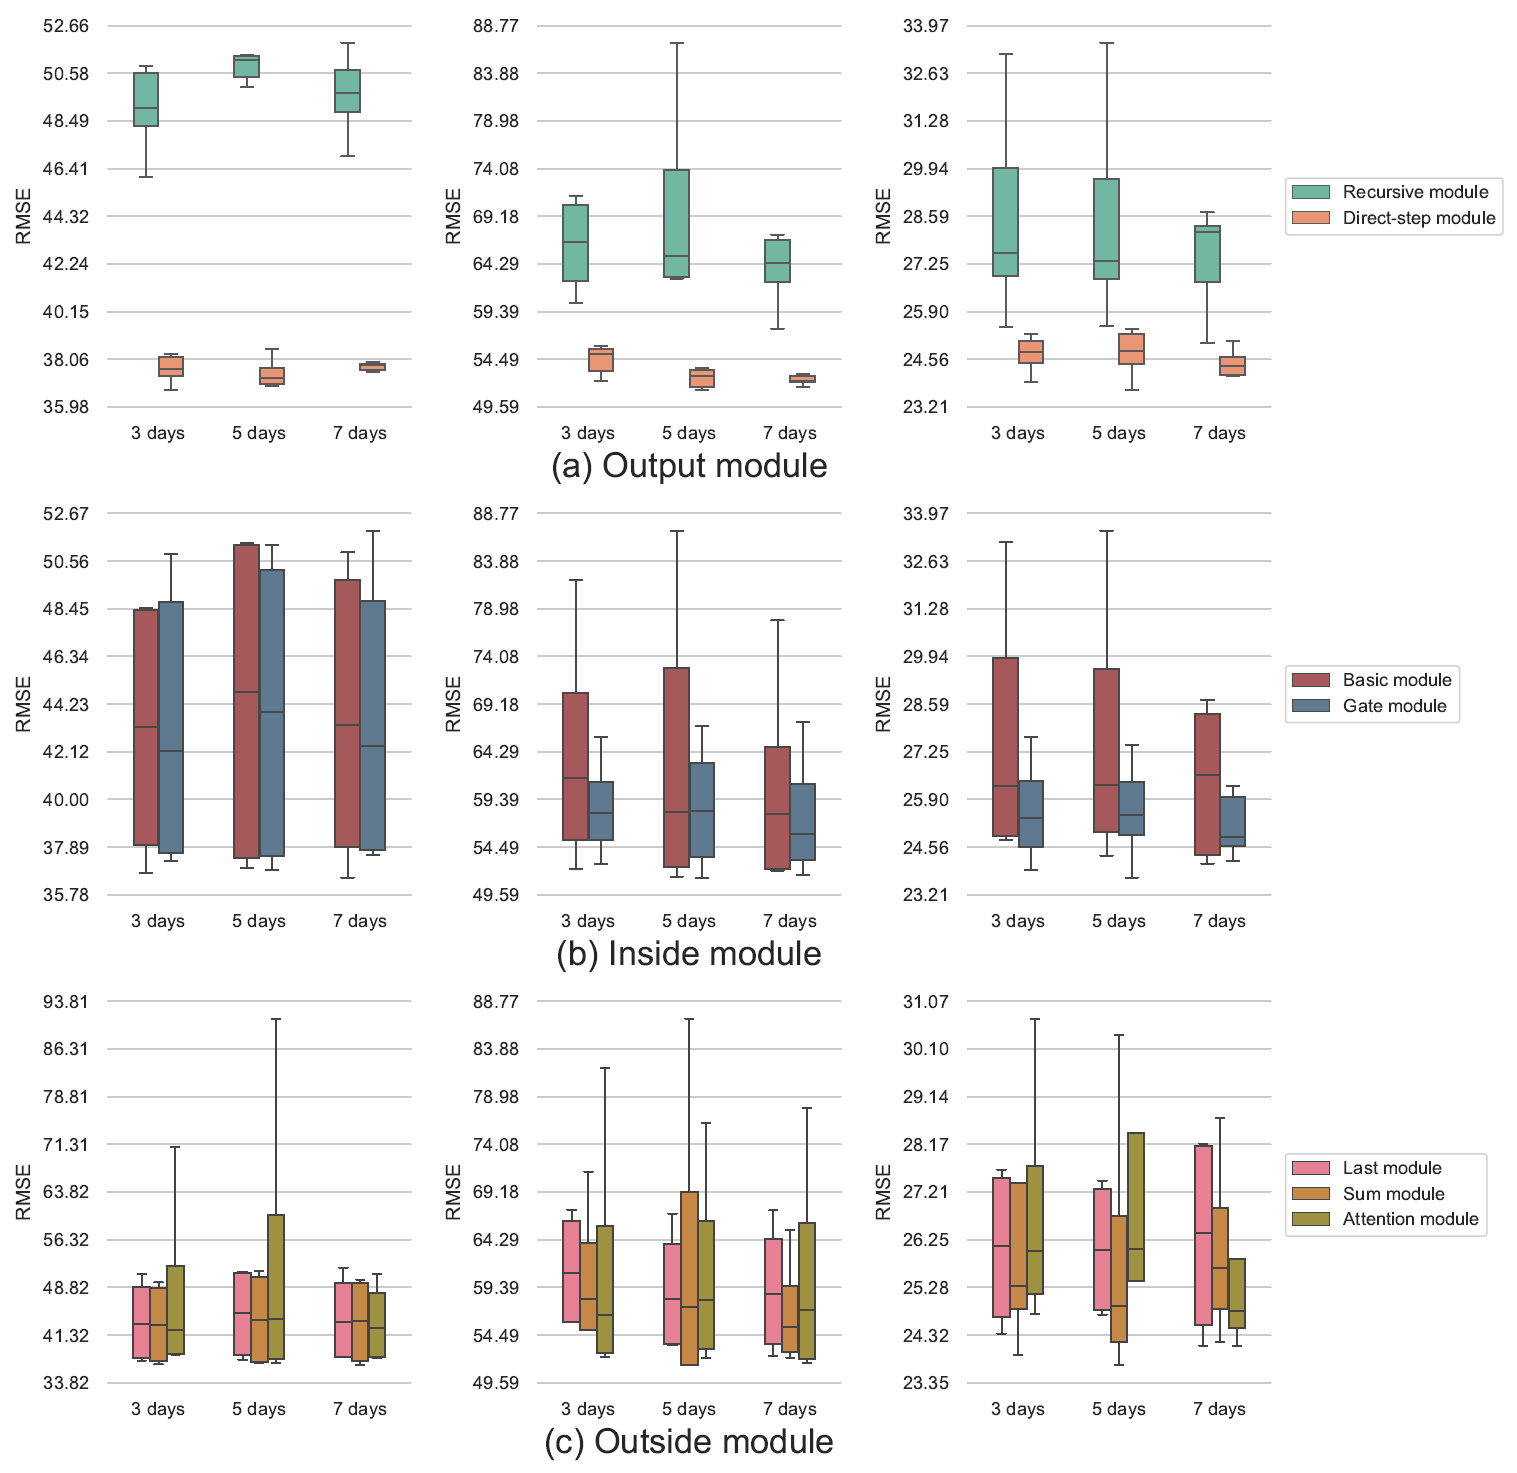 52.66
50.58
48.49
46.41
44.32
42.24
40.15
38.06
35.98
RMSE
3 days 5 days 7 days
88.77
83.88
78.98
74.08
69.18
64.29
59.39
54.49
49.59
RMSE
3 days 5 days 7 days
33.97
32.63
31.28
29.94
28.59
27.25
25.90
24.56
23.21
RMSE
3 days 5 days 7 days
Recursive module
Direct-step module
(a) Output module
52.67
50.56
48.45
46.34
44.23
42.12
40.00
37.89
35.78
RMSE
3 days 5 days 7 days
88.77
83.88
78.98
74.08
69.18
64.29
59.39
54.49
49.59
RMSE
3 days 5 days 7 days
33.97
32.63
31.28
29.94
28.59
27.25
25.90
24.56
23.21
RMSE
3 days 5 days 7 days
Basic module
Gate module
(b) Inside module
93.81
86.31
78.81
71.31
63.82
56.32
48.82
41.32
33.82
RMSE
3 days 5 days 7 days
88.77
83.88
78.98
74.08
69.18
64.29
59.39
54.49
49.59
RMSE
3 days 5 days 7 days
31.07
30.10
29.14
28.17
27.21
26.25
25.28
24.32
23.35
RMSE
3 days 5 days 7 days
Last module
Sum module
Attention module
(c) Outside module